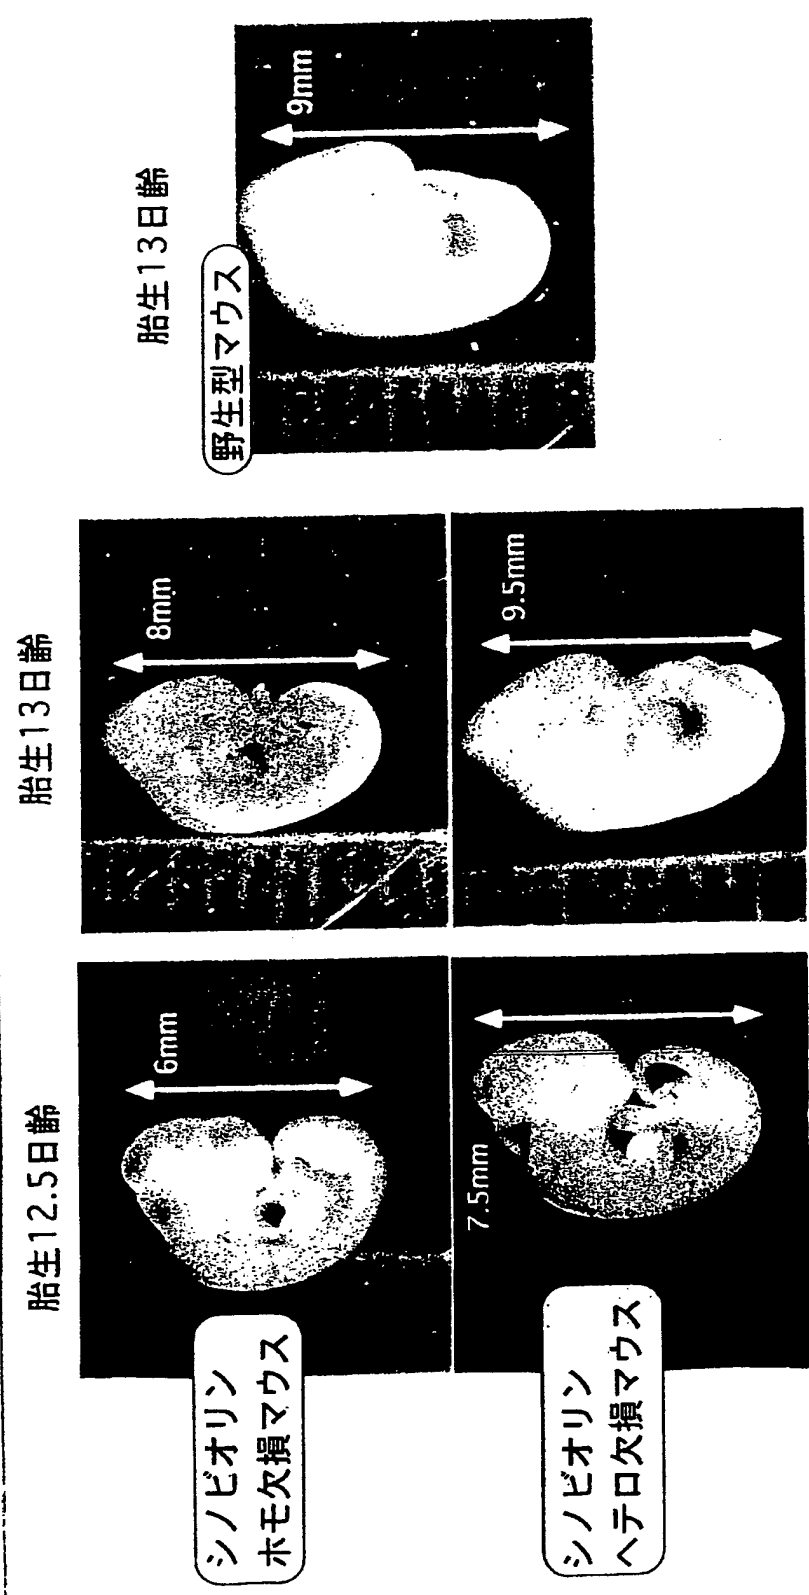 胎生12.5日齢
胎生13日齢
胎生13日齢
シノビオリン
ホモ欠損マウス
6mm
8mm
野生型マウス
9mm
シノビオリン
ヘテロ欠損マウス
7.5mm
9.5mm